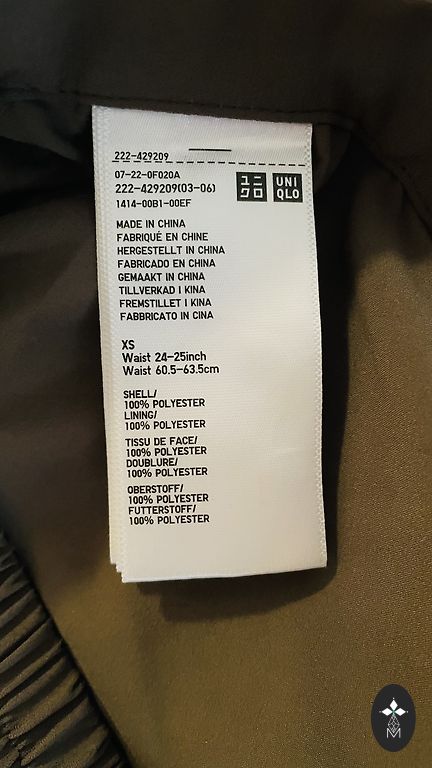 222-429209
07-22-0F020A
222-429209(03-06)
1414-00B1-00EF
ユニ
クロ
UNI
QLO
MADE IN CHINA
FABRIQUÉ EN CHINE
HERGESTELLT IN CHINA
FABRICADO EN CHINA
GEMAAKT IN CHINA
TILLVERKAD I KINA
FREMSTILLET I KINA
FABBRICATO IN CINA
XS
Waist 24-25inch
Waist 60.5-63.5cm
SHELL/
100% POLYESTER
LINING/
100% POLYESTER
TISSU DE FACE/
100% POLYESTER
DOUBLURE/
100% POLYESTER
OBERSTOFF/
100% POLYESTER
FUTTERSTOFF/
100% POLYESTER
M